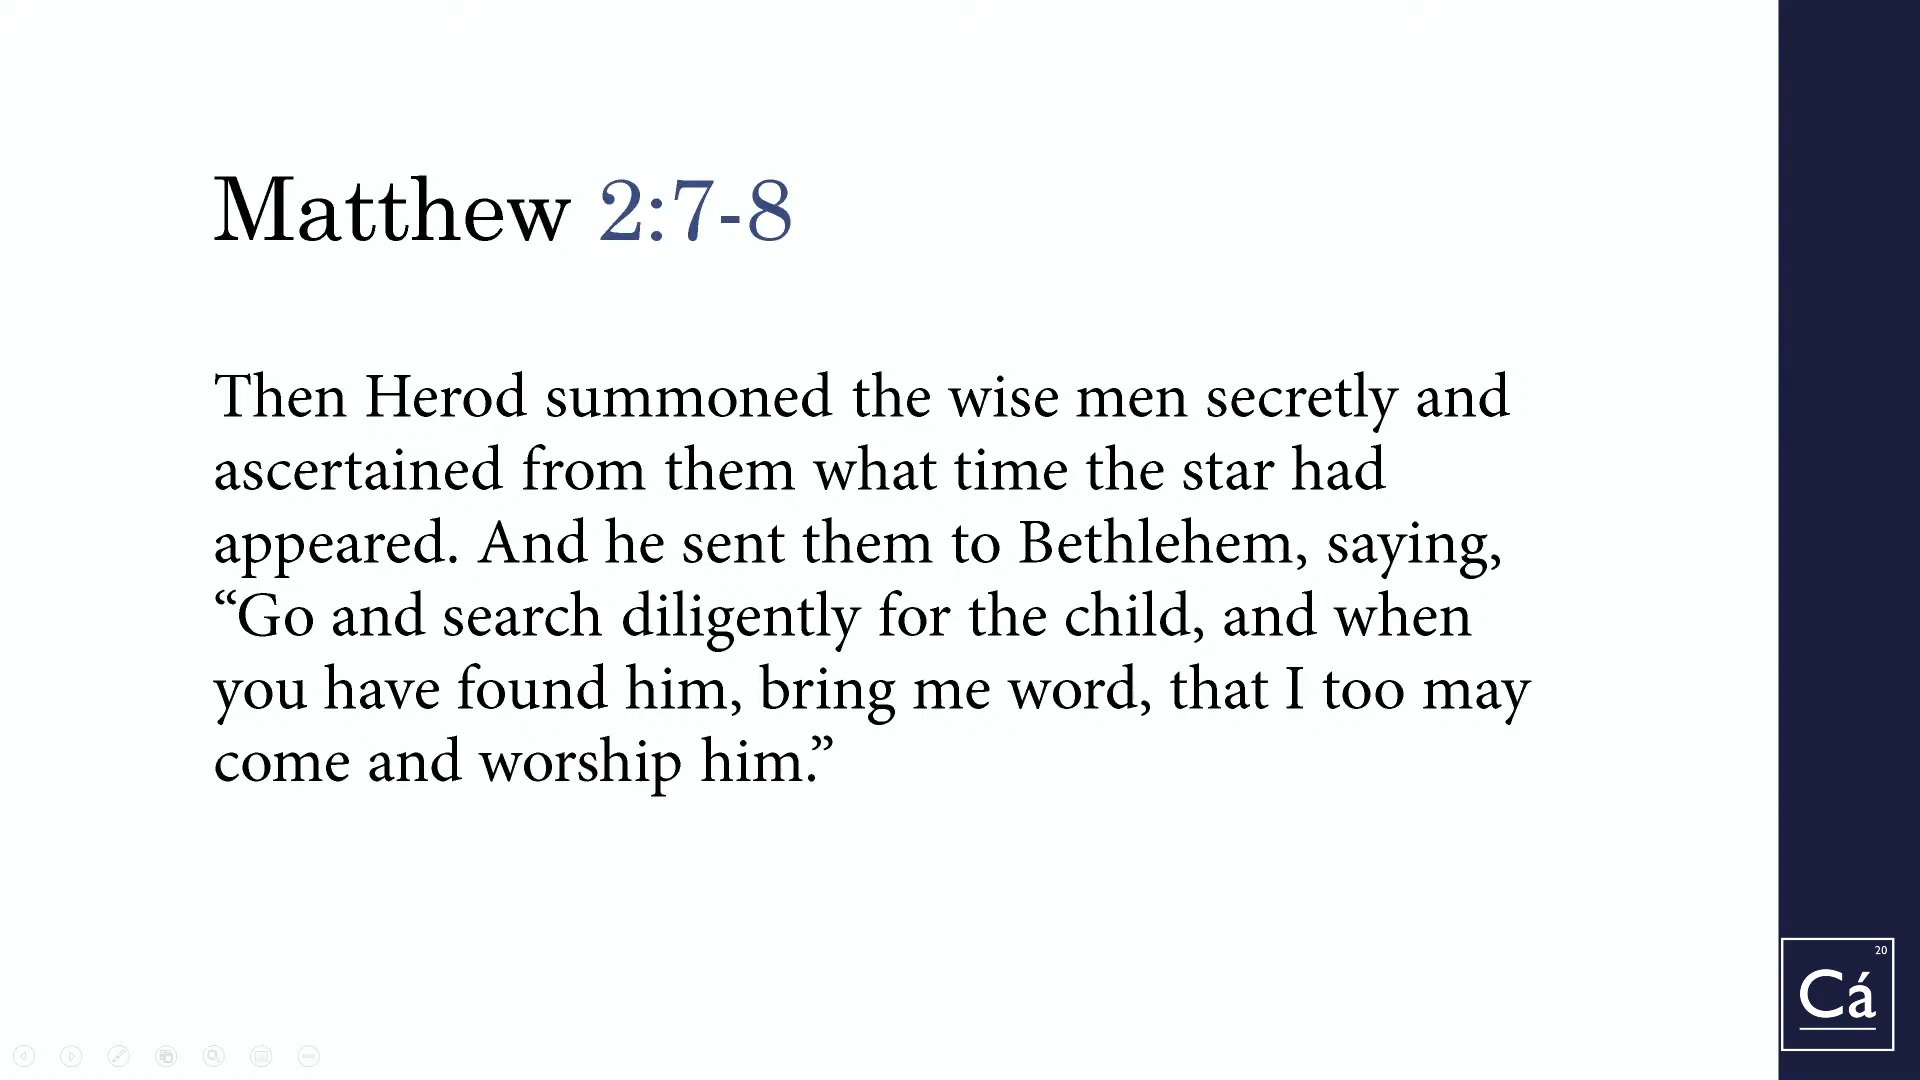 Matthew 2:7-8
Then Herod summoned the wise men secretly and
ascertained from them what time the star had
appeared. And he sent them to Bethlehem, saying,
“Go and search diligently for the child, and when
you have found him, bring me word, that I too may
come and worship him.”
20
Cá